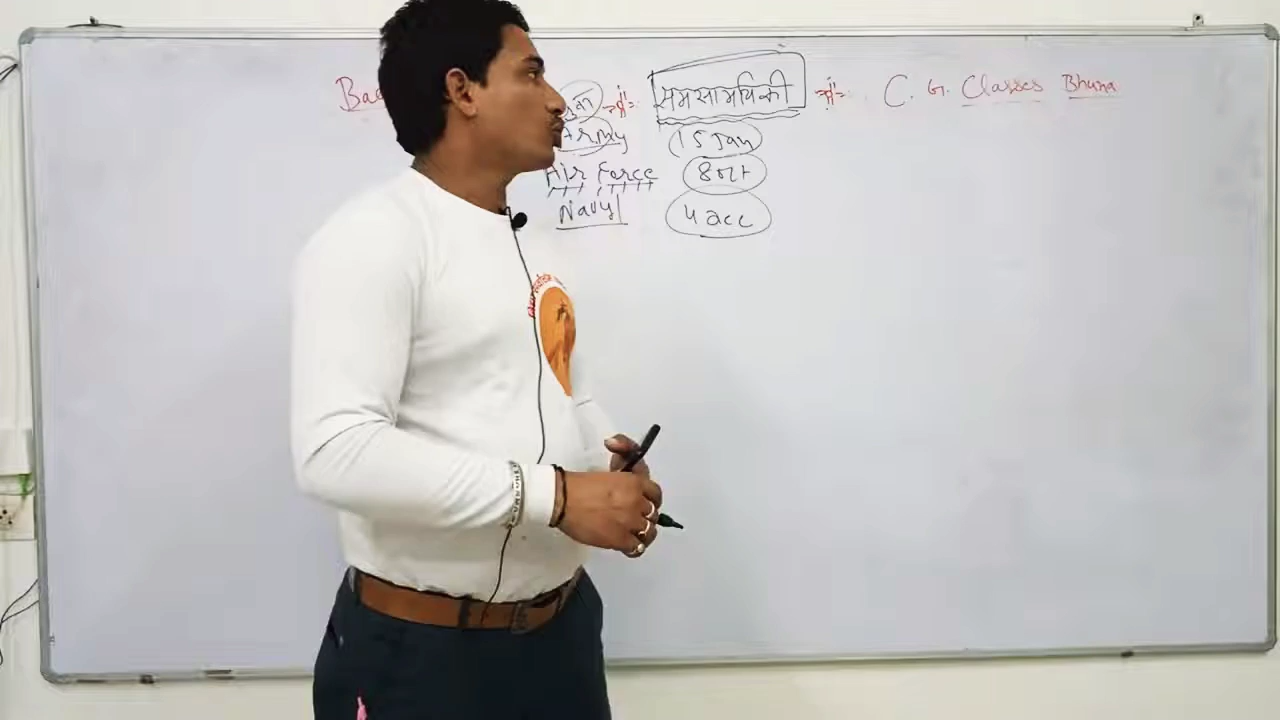 समसामयिकी C. G. Classes Bhuna
Army 15 Jan
Air Force 8 oct
Navy 4 Dec